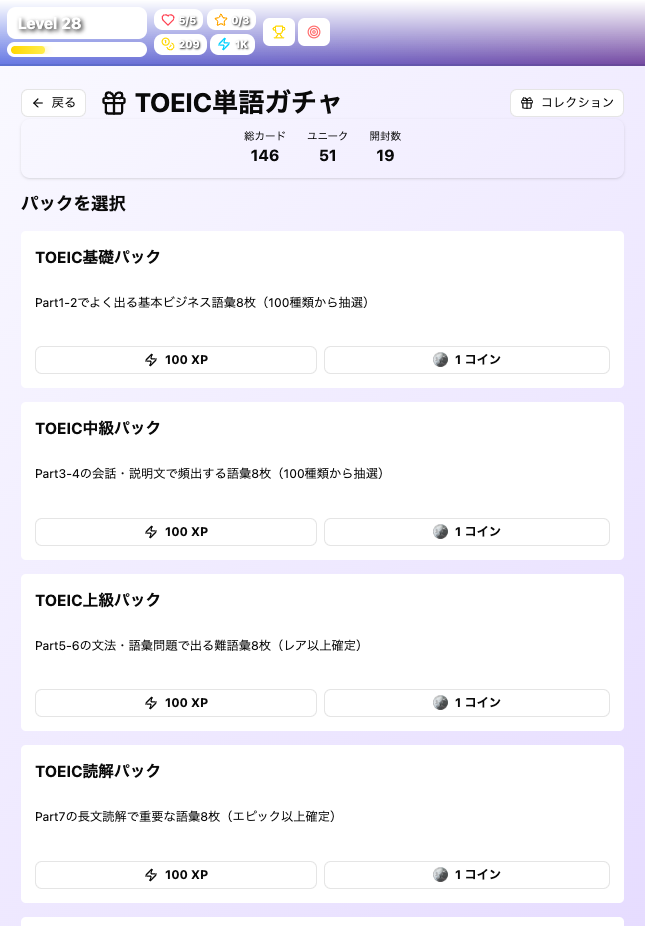 Level 28
5/5
0/3
209
1K
戻る
TOEIC単語ガチャ
コレクション
総カード
ユニーク
開封数
146
51
19
パックを選択
TOEIC基礎パック
Part1-2でよく出る基本ビジネス語彙8枚（100種類から抽選）
100 XP
1 コイン
TOEIC中級パック
Part3-4の会話・説明文で頻出する語彙8枚（100種類から抽選）
100 XP
1 コイン
TOEIC上級パック
Part5-6の文法・語彙問題で出る難語彙8枚（レア以上確定）
100 XP
1 コイン
TOEIC読解パック
Part7の長文読解で重要な語彙8枚（エピック以上確定）
100 XP
1 コイン